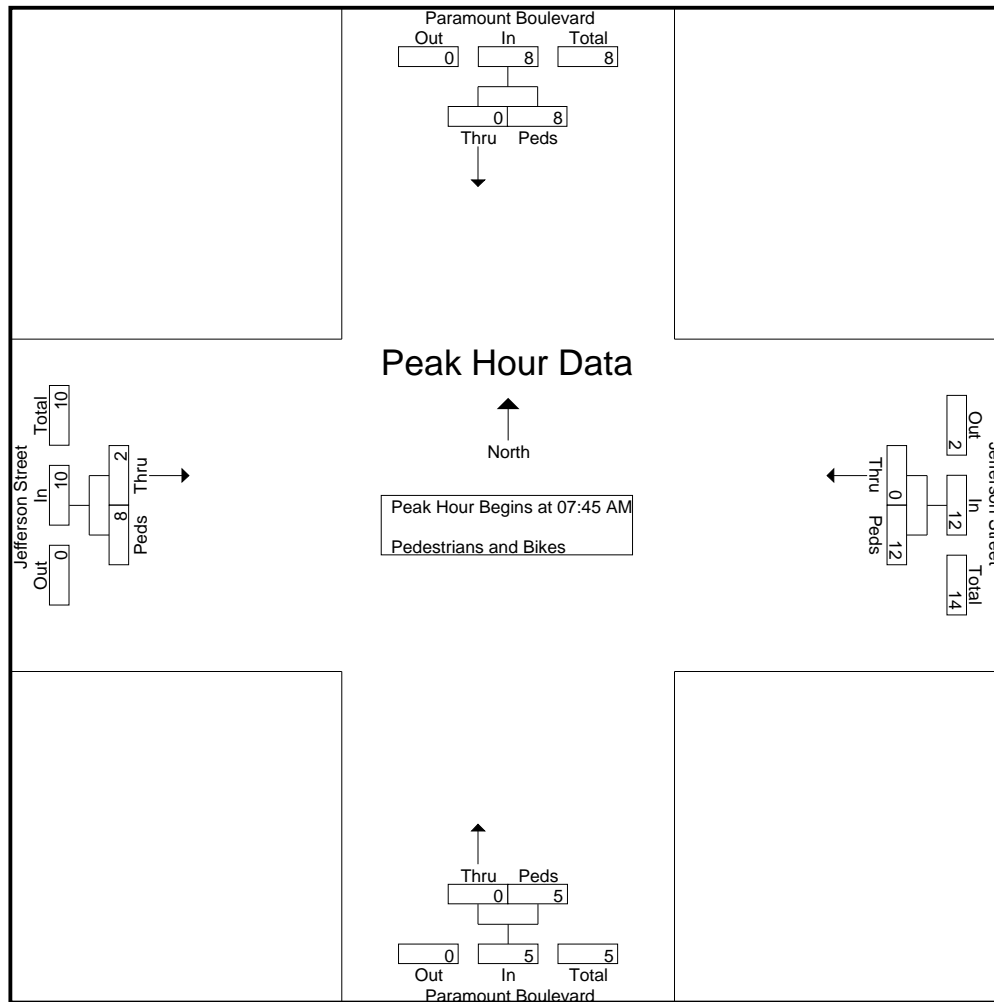 Paramount Boulevard
Out In Total
0 8 8
0 8
Thru Peds
Peak Hour Data
North
Peak Hour Begins at 07:45 AM
Pedestrians and Bikes
Jefferson Street
Total In Out
10 10 0
2 8
Thru Peds
Jefferson Street
Out In Total
2 12 14
0 12
Thru Peds
Thru Peds
0 5
0 5 5
Out In Total
Paramount Boulevard